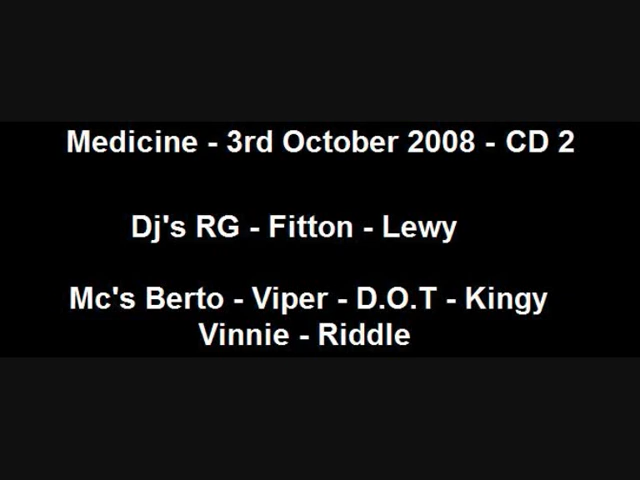 Medicine - 3rd October 2008 - CD 2
Dj's RG - Fitton - Lewy
Mc's Berto - Viper - D.O.T - Kingy
Vinnie - Riddle